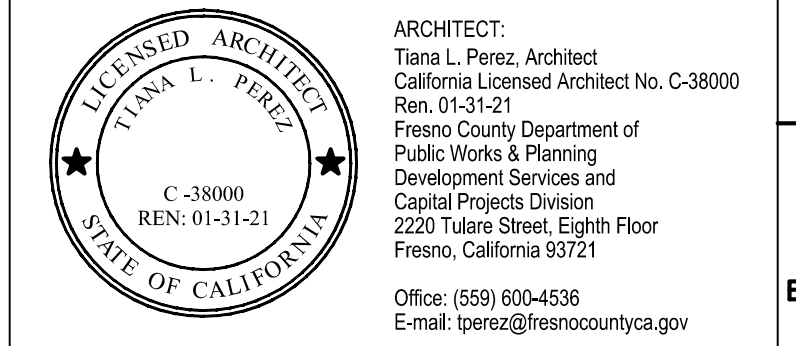 LICENSED ARCHITECT
TIANA L. PEREZ
C -38000
REN: 01-31-21
STATE OF CALIFORNIA
ARCHITECT:
Tiana L. Perez, Architect
California Licensed Architect No. C-38000
Ren. 01-31-21
Fresno County Department of
Public Works & Planning
Development Services and
Capital Projects Division
2220 Tulare Street, Eighth Floor
Fresno, California 93721
Office: (559) 600-4536
E-mail: tperez@fresnocountyca.gov